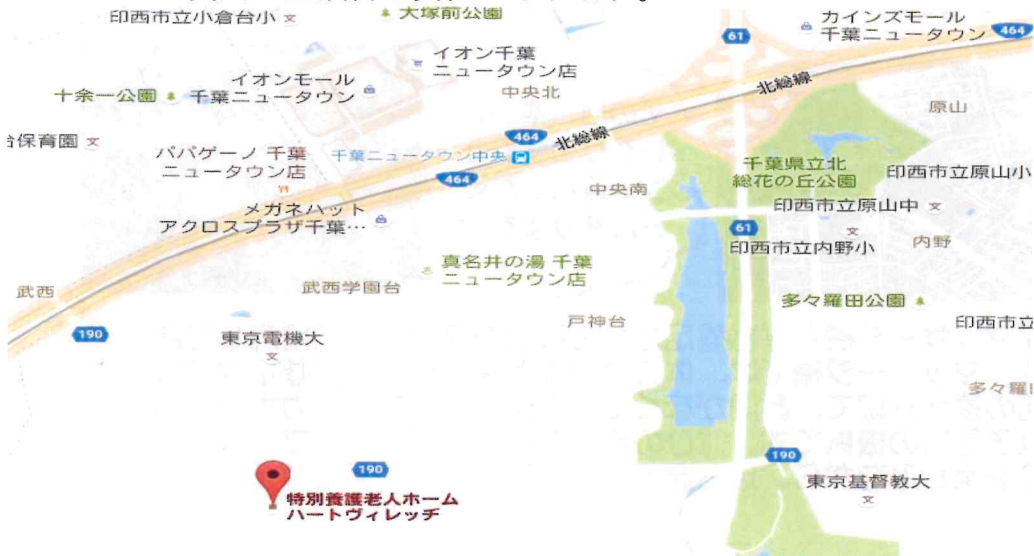 印西市立小倉台小
大塚前公園
61
カインズモール
千葉ニュータウン
464
イオン千葉
ニュータウン店
イオンモール
千葉ニュータウン
十余一公園
中央北
北総線
原山
台保育園
パパゲーノ 千葉
ニュータウン店
千葉ニュータウン中央
464
北総線
464
千葉県立北
総花の丘公園
印西市立原山小
中央南
メガネハット
アクロスプラザ千葉…
印西市立原山中
61
印西市立内野小
内野
真名井の湯 千葉
ニュータウン店
武西
武西学園台
多々羅田公園
戸神台
190
東京電機大
印西市立
多々羅
190
190
東京基督教大
特別養護老人ホーム
ハートヴィレッヂ